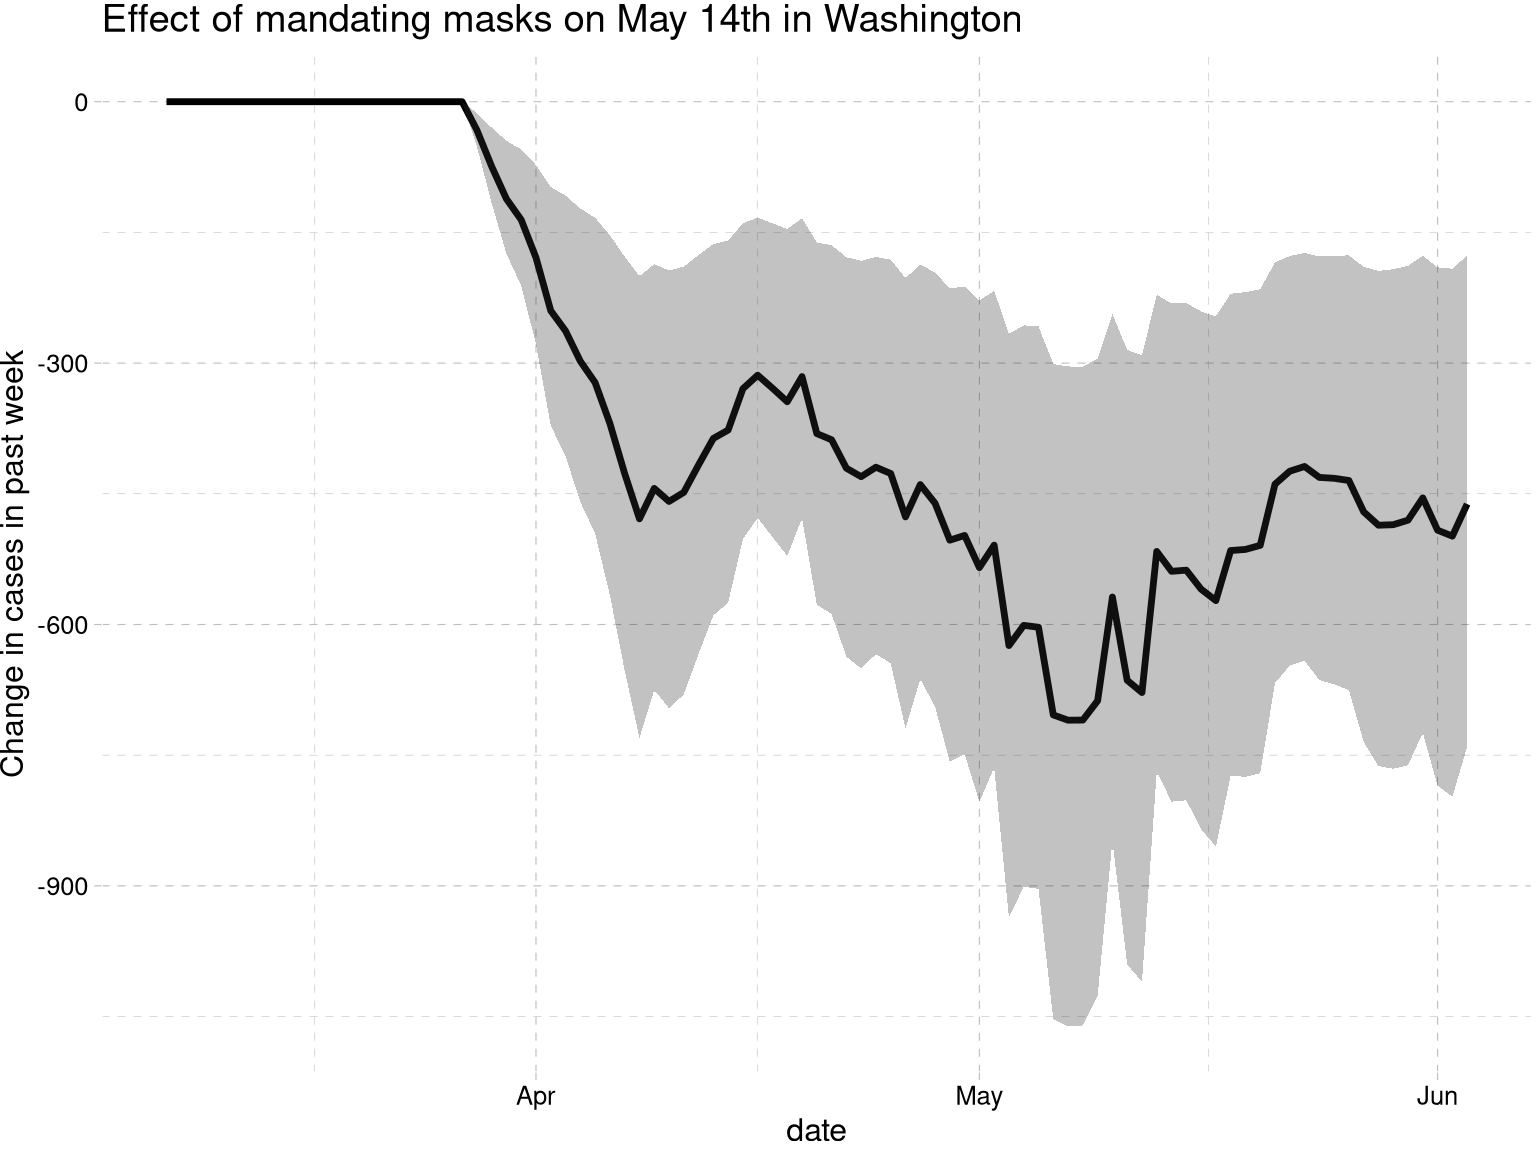 Effect of mandating masks on May 14th in Washington
Change in cases in past week
0
-300
-600
-900
Apr
May
Jun
date